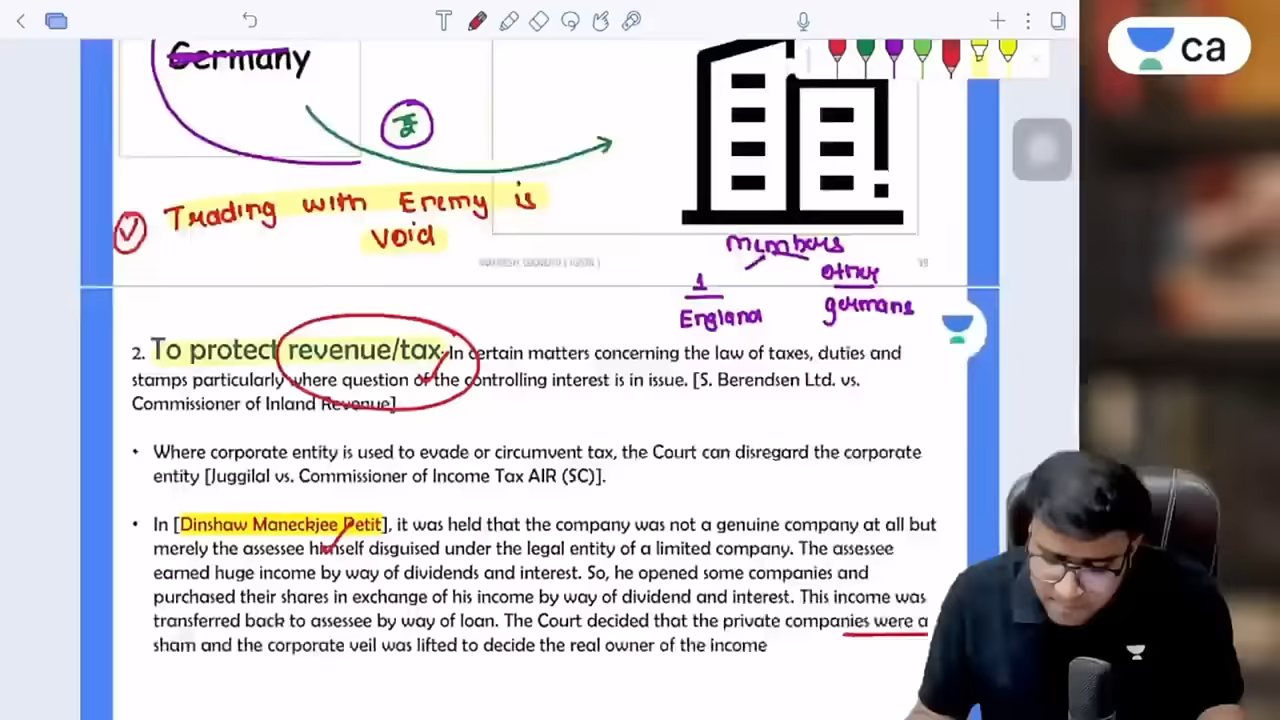 ca
Germany
Trading with Enemy is
void
members
1
England
other
germans
19
2. To protect revenue/tax: In certain matters concerning the law of taxes, duties and
stamps particularly where question of the controlling interest is in issue. [S. Berendsen Ltd. vs.
Commissioner of Inland Revenue]
• Where corporate entity is used to evade or circumvent tax, the Court can disregard the corporate
entity [Juggilal vs. Commissioner of Income Tax AIR (SC)].
• In [Dinshaw Maneckjee Petit], it was held that the company was not a genuine company at all but
merely the assessee himself disguised under the legal entity of a limited company. The assessee
earned huge income by way of dividends and interest. So, he opened some companies and
purchased their shares in exchange of his income by way of dividend and interest. This income was
transferred back to assessee by way of loan. The Court decided that the private companies were a
sham and the corporate veil was lifted to decide the real owner of the income